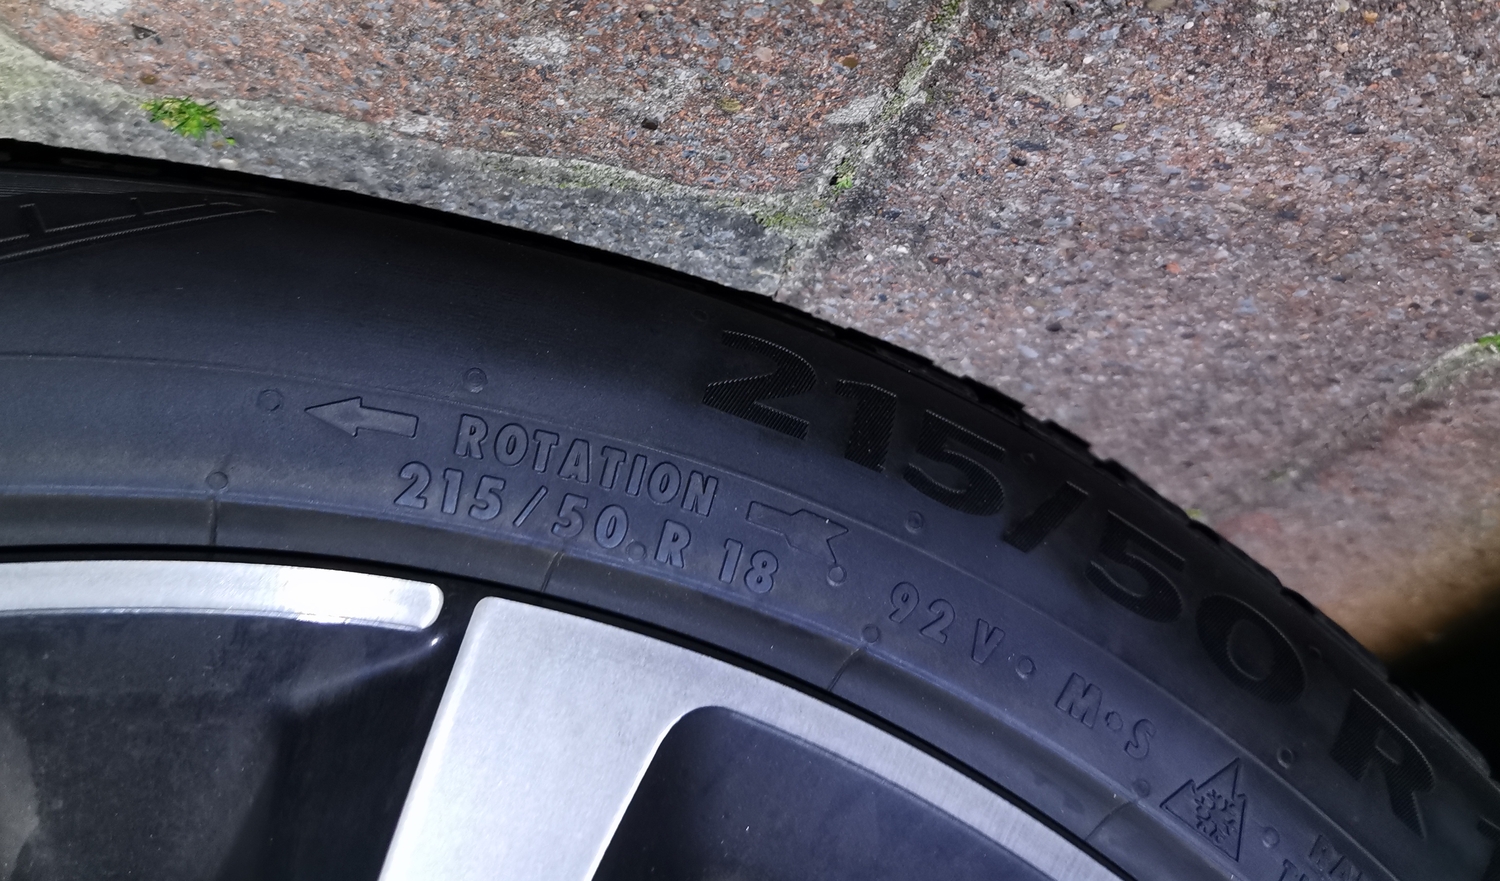 215/50 R
ROTATION
215/50 R 18
92 V M+S